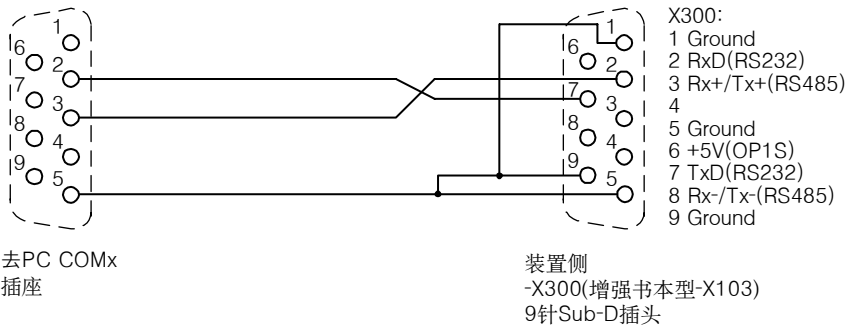 1
6
2
7
3
8
4
9
5
1
6
2
7
3
8
4
9
5
X300:
1 Ground
2 RxD(RS232)
3 Rx+/Tx+(RS485)
4
5 Ground
6 +5V(OP1S)
7 TxD(RS232)
8 Rx-/Tx-(RS485)
9 Ground
去PC COMx
插座
装置侧
-X300(增强书本型-X103)
9针Sub-D插头